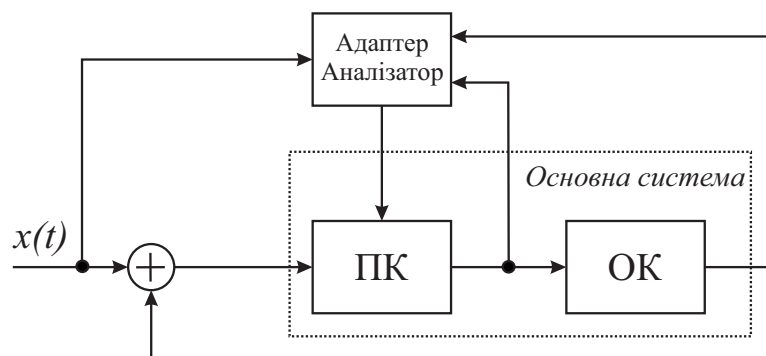 Адаптер
Аналізатор
Основна система
x(t)
ПК
ОК